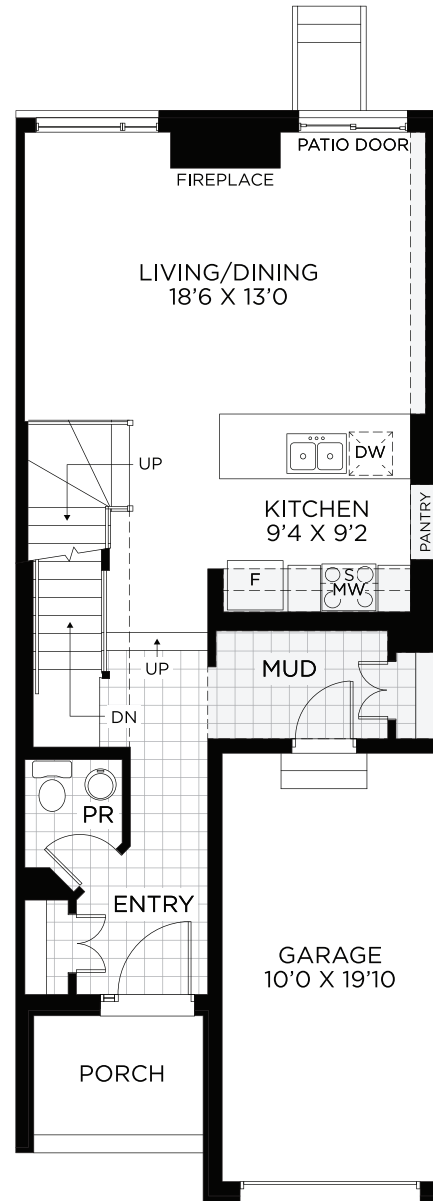 PATIO DOOR
FIREPLACE
LIVING/DINING
18'6 X 13'0
UP
DW
KITCHEN
9'4 X 9'2
PANTRY
F
S
MW
UP
MUD
DN
PR
ENTRY
GARAGE
10'0 X 19'10
PORCH